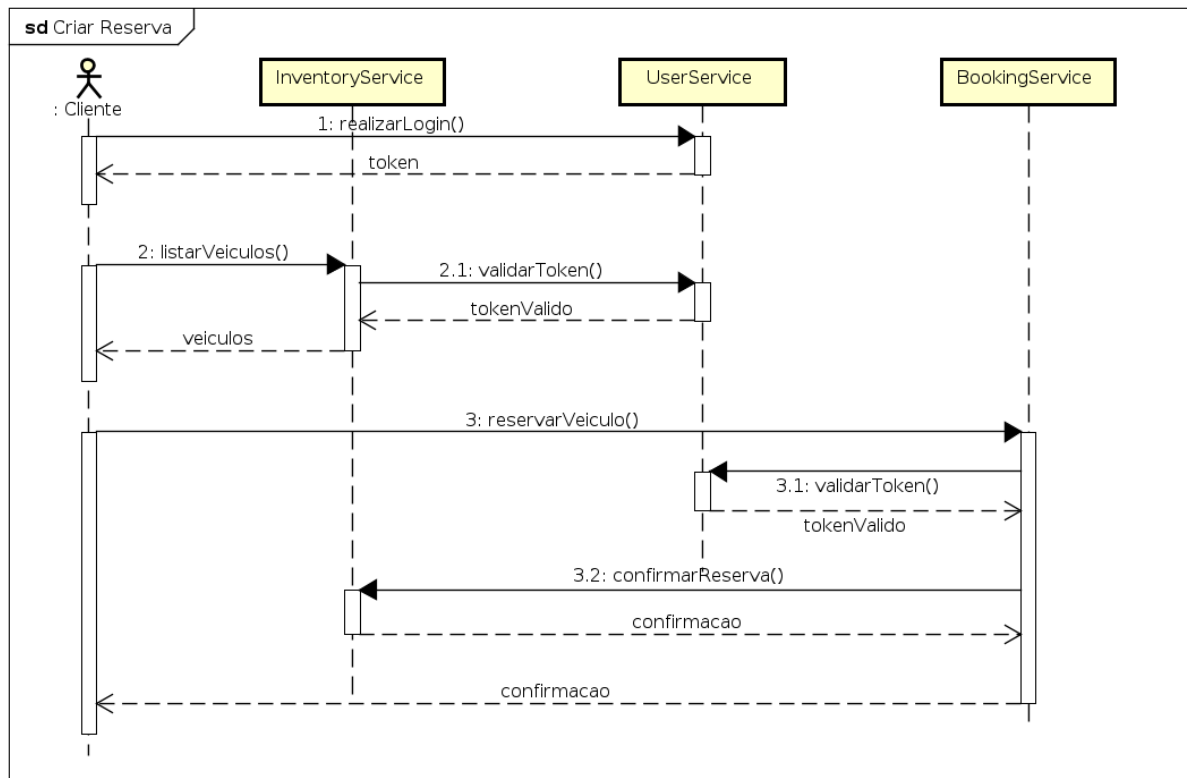 sd Criar Reserva
: Cliente
InventoryService
UserService
BookingService
1: realizarLogin()
token
2: listarVeiculos()
2.1: validarToken()
tokenValido
veiculos
3: reservarVeiculo()
3.1: validarToken()
tokenValido
3.2: confirmarReserva()
confirmacao
confirmacao